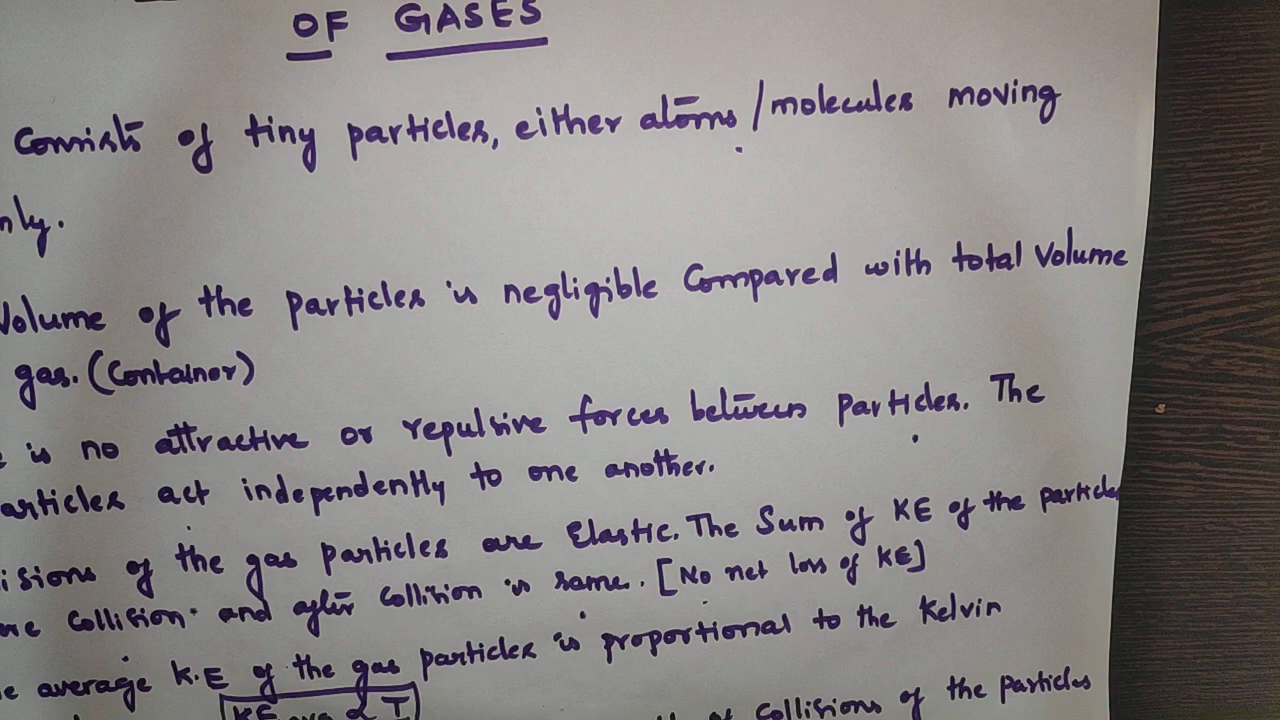 OF GASES
Consists of tiny particles, either atoms/molecules moving
nly.
Volume of the particles is negligible Compared with total Volume
gas. (Container)
e is no attractive or repulsive forces between particles. The
articles act independently to one another.
isions of the gas particles are Elastic. The Sum of KE of the particles
ore Collision and after Collision is same. [No net loss of KE]
e average K.E of the gas particles is proportional to the Kelvin
KE avg α T
of Collisions of the particles